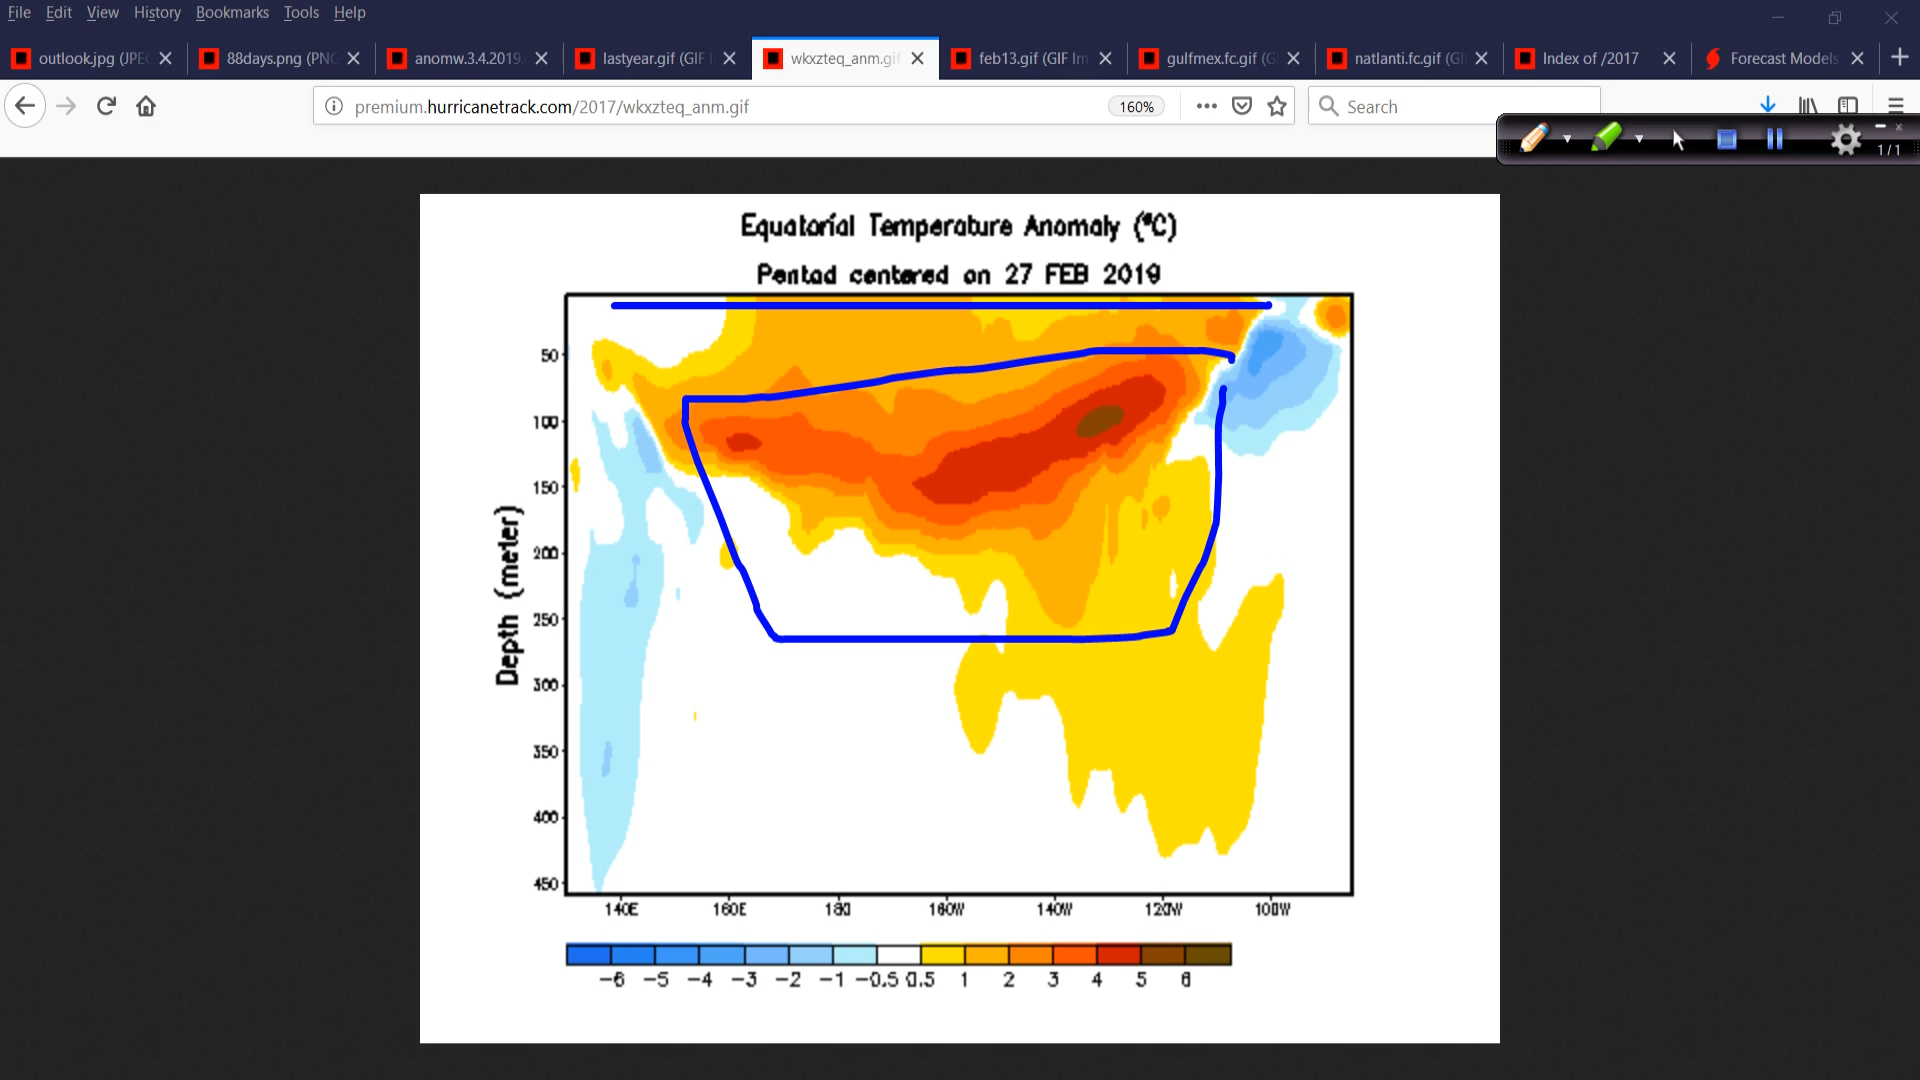 File Edit View History Bookmarks Tools Help
outlook.jpg (JPE 88days.png (PNG anomw.3.4.2019. lastyear.gif (GIF I wkxzteq_anm.gif feb13.gif (GIF Im gulfmex.fc.gif (G natlanti.fc.gif (GI Index of /2017 Forecast Models
premium.hurricanetrack.com/2017/wkxzteq_anm.gif 160% Search
1/1
Equatorial Temperature Anomaly (°C)
Pentad centered on 27 FEB 2019
50
100
150
200
250
300
350
400
450
Depth (meter)
140E 160E 180 160W 140W 120W 100W
-6 -5 -4 -3 -2 -1 -0.5 0.5 1 2 3 4 5 6